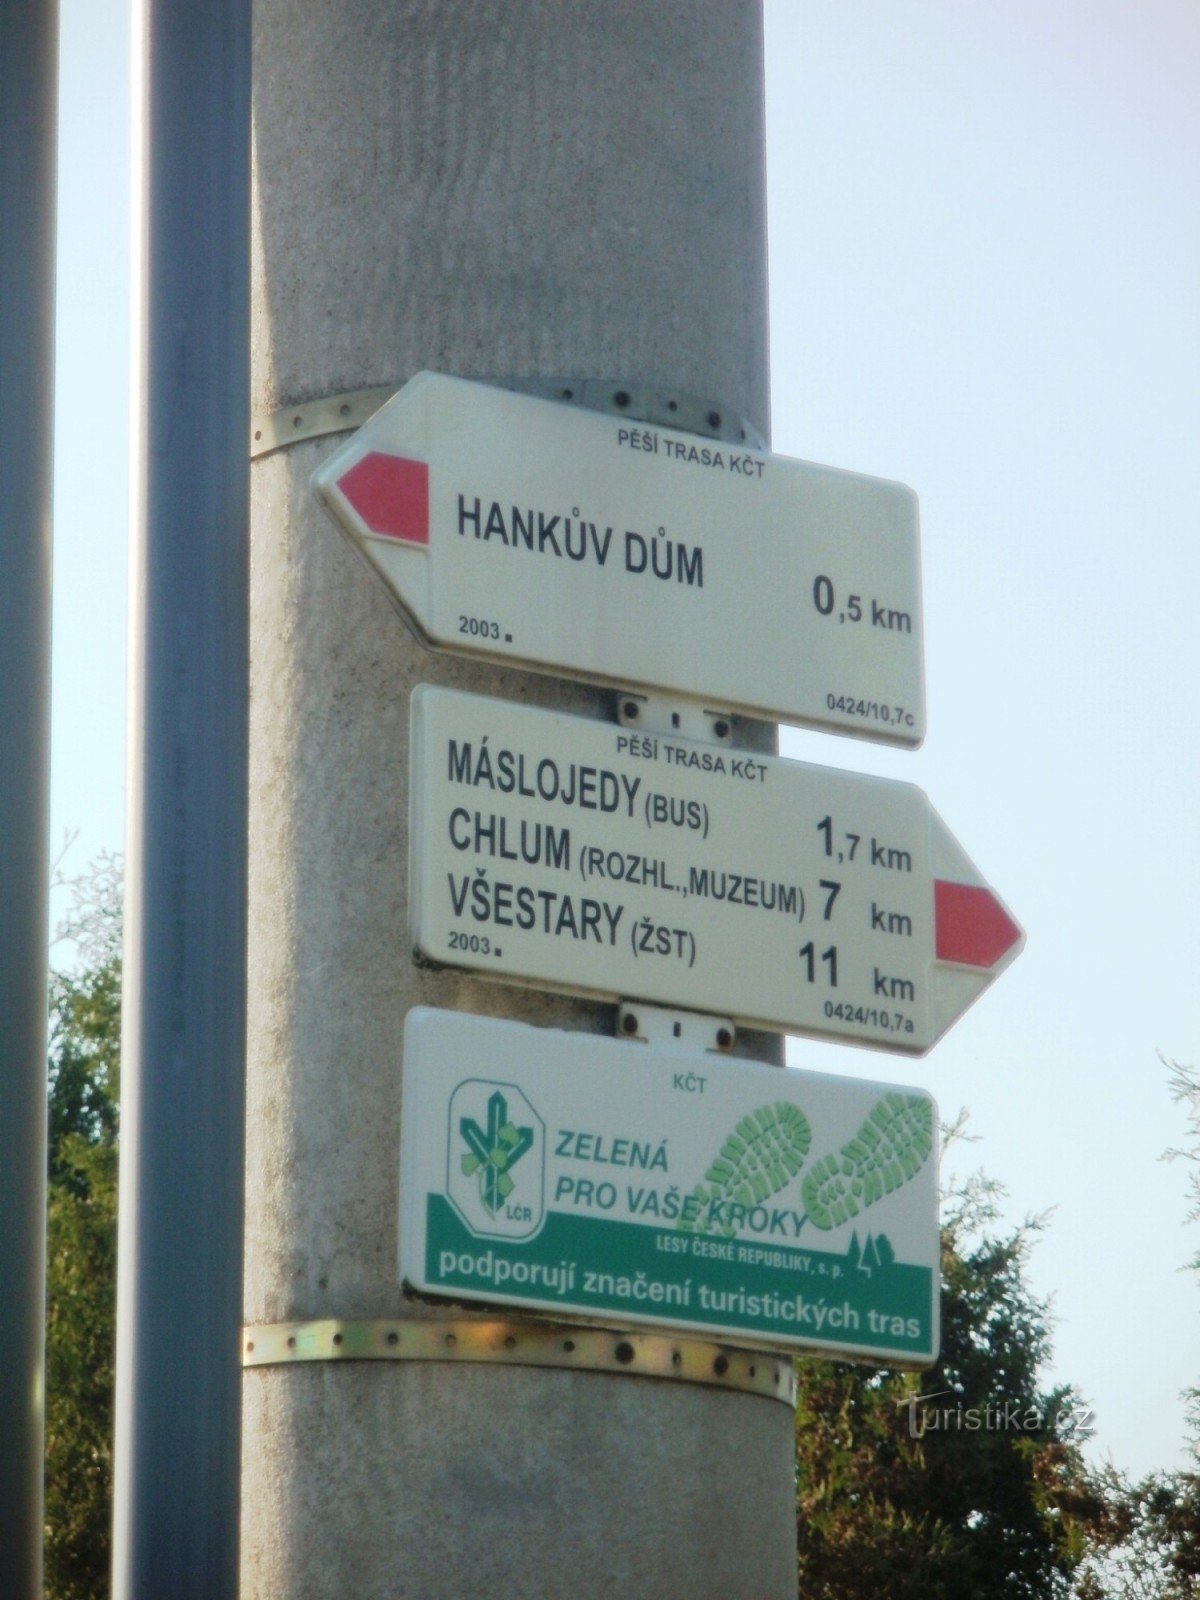 PĚŠÍ TRASA KČT
HANKŮV DŮM 0,5 km
2003 0424/10,7c
PĚŠÍ TRASA KČT
MÁSLOJEDY (BUS) 1,7 km
CHLUM (ROZHL.,MUZEUM) 7 km
VŠESTARY (ŽST) 11 km
2003 0424/10,7a
KČT
ZELENÁ
PRO VAŠE KROKY
LČR
LESY ČESKÉ REPUBLIKY, s. p.
podporují značení turistických tras
Turistika.cz